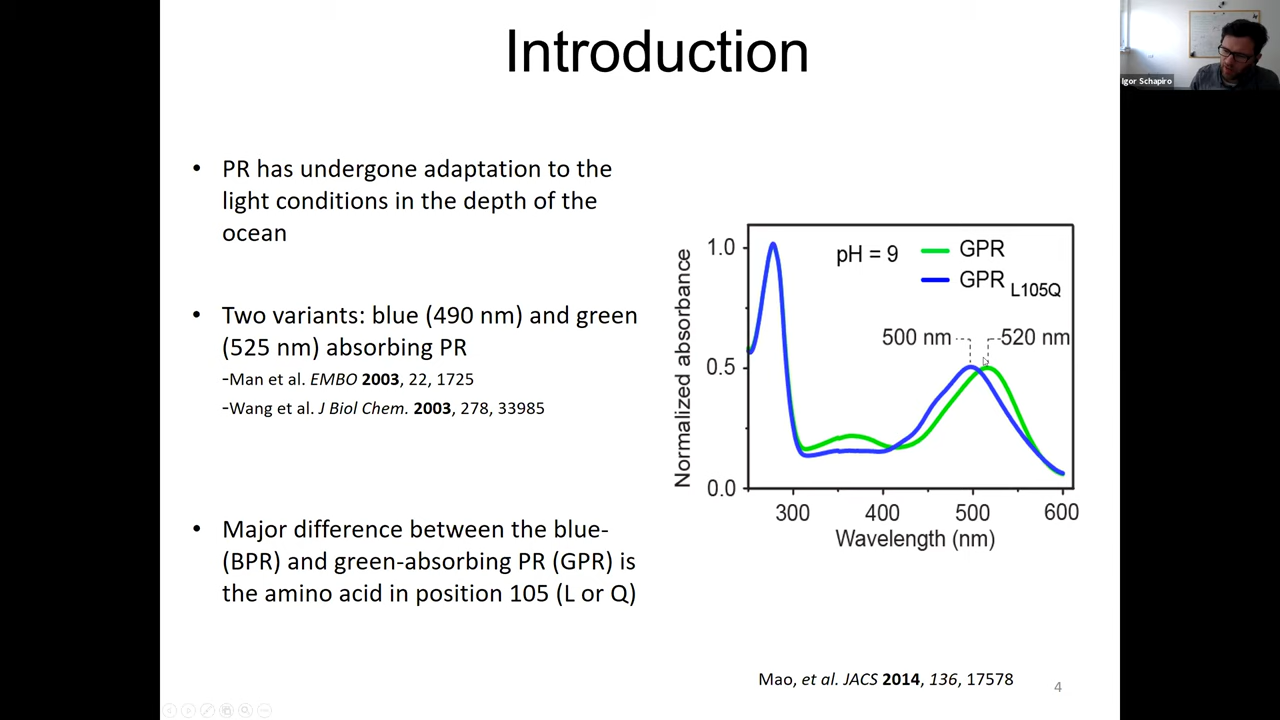 Introduction
Igor Schapiro
• PR has undergone adaptation to the
light conditions in the depth of the
ocean
• Two variants: blue (490 nm) and green
(525 nm) absorbing PR
-Man et al. EMBO 2003, 22, 1725
-Wang et al. J Biol Chem. 2003, 278, 33985
• Major difference between the blue-
(BPR) and green-absorbing PR (GPR) is
the amino acid in position 105 (L or Q)
Normalized absorbance
1.0
0.5
0.0
pH = 9
GPR
GPR L105Q
500 nm
520 nm
300 400 500 600
Wavelength (nm)
Mao, et al. JACS 2014, 136, 17578
4